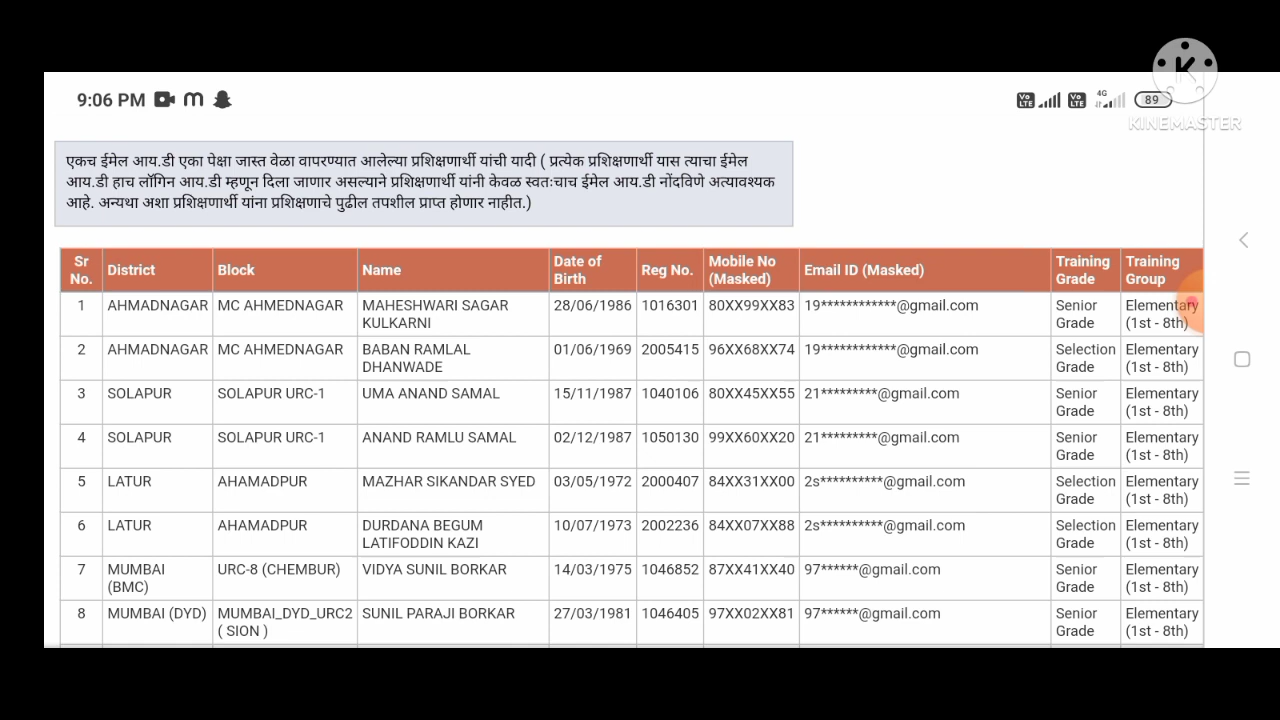 9:06 PM
Vo LTE Vo LTE 4G 89
KINEMASTER
एकच ईमेल आय.डी एका पेक्षा जास्त वेळा वापरण्यात आलेल्या प्रशिक्षणार्थी यांची यादी ( प्रत्येक प्रशिक्षणार्थी यास त्याचा ईमेल
आय.डी हाच लॉगिन आय.डी म्हणून दिला जाणार असल्याने प्रशिक्षणार्थी यांनी केवळ स्वतःचाच ईमेल आय.डी नोंदविणे अत्यावश्यक
आहे. अन्यथा अशा प्रशिक्षणार्थी यांना प्रशिक्षणाचे पुढील तपशील प्राप्त होणार नाहीत.)
Sr No. District Block Name Date of Birth Reg No. Mobile No (Masked) Email ID (Masked) Training Grade Training Group
1 AHMADNAGAR MC AHMEDNAGAR MAHESHWARI SAGAR KULKARNI 28/06/1986 1016301 80XX99XX83 19************@gmail.com Senior Grade Elementary (1st - 8th)
2 AHMADNAGAR MC AHMEDNAGAR BABAN RAMLAL DHANWADE 01/06/1969 2005415 96XX68XX74 19************@gmail.com Selection Grade Elementary (1st - 8th)
3 SOLAPUR SOLAPUR URC-1 UMA ANAND SAMAL 15/11/1987 1040106 80XX45XX55 21*********@gmail.com Senior Grade Elementary (1st - 8th)
4 SOLAPUR SOLAPUR URC-1 ANAND RAMLU SAMAL 02/12/1987 1050130 99XX60XX20 21*********@gmail.com Senior Grade Elementary (1st - 8th)
5 LATUR AHAMADPUR MAZHAR SIKANDAR SYED 03/05/1972 2000407 84XX31XX00 2s**********@gmail.com Selection Grade Elementary (1st - 8th)
6 LATUR AHAMADPUR DURDANA BEGUM LATIFODDIN KAZI 10/07/1973 2002236 84XX07XX88 2s**********@gmail.com Selection Grade Elementary (1st - 8th)
7 MUMBAI (BMC) URC-8 (CHEMBUR) VIDYA SUNIL BORKAR 14/03/1975 1046852 87XX41XX40 97******@gmail.com Senior Grade Elementary (1st - 8th)
8 MUMBAI (DYD) MUMBAI_DYD_URC2 ( SION ) SUNIL PARAJI BORKAR 27/03/1981 1046405 97XX02XX81 97******@gmail.com Senior Grade Elementary (1st - 8th)